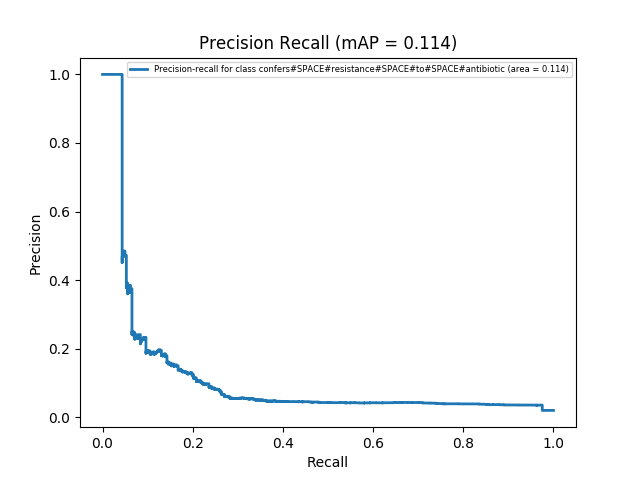 Precision Recall (mAP = 0.114)
Precision-recall for class confers#SPACE#resistance#SPACE#to#SPACE#antibiotic (area = 0.114)
1.0
0.8
0.6
0.4
0.2
0.0
Precision
0.0 0.2 0.4 0.6 0.8 1.0
Recall